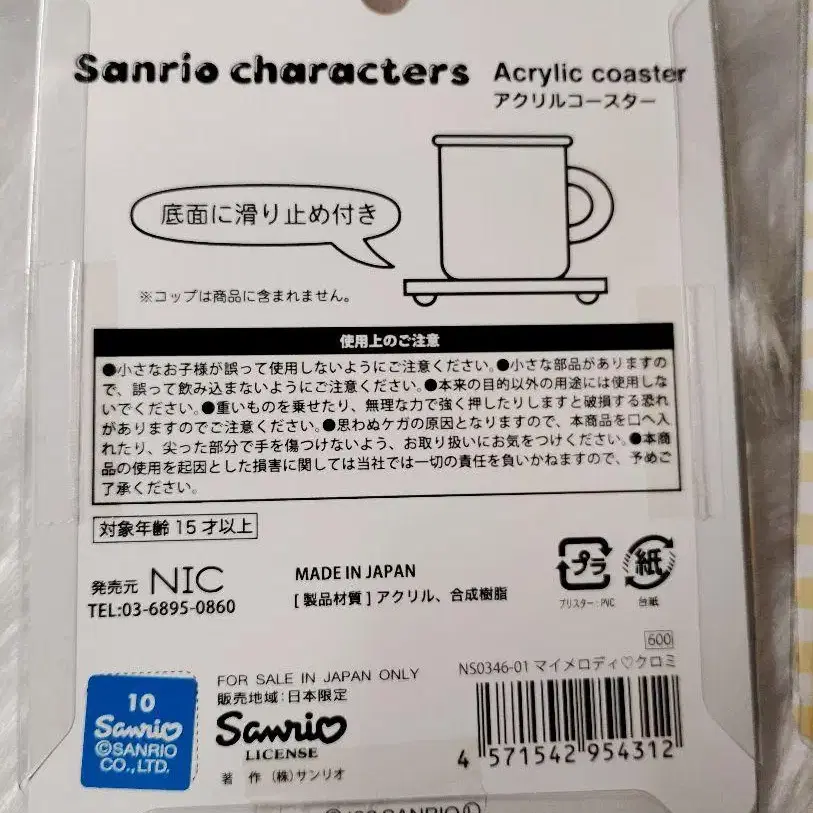 Sanrio characters Acrylic coaster
アクリルコースター
底面に滑り止め付き
※コップは商品に含まれません。
使用上のご注意
●小さなお子様が誤って使用しないようにご注意ください。●小さな部品がありますの
で、誤って飲み込まないようにご注意ください。●本来の目的以外の用途には使用しな
いでください。●重いものを乗せたり、無理な力で強く押したりしますと破損する恐れ
がありますのでご注意ください。●思わぬケガの原因となりますので、本商品を口へ入
れたり、尖った部分で手を傷つけないよう、お取り扱いにお気をつけください。●本商
品の使用を起因とした損害に関しては当社では一切の責任を負いかねますので、予めご
了承ください。
対象年齢15才以上
発売元 NIC
TEL:03-6895-0860
MADE IN JAPAN
[製品材質] アクリル、合成樹脂
プラ
ブリスター:PVC
紙
台紙
600
NS0346-01 マイメロディ♡クロミ
4 571542 954312
FOR SALE IN JAPAN ONLY
販売地域:日本限定
Sanrio
LICENSE
著 作 (株)サンリオ
10
Sanrio
©SANRIO
CO.,LTD.